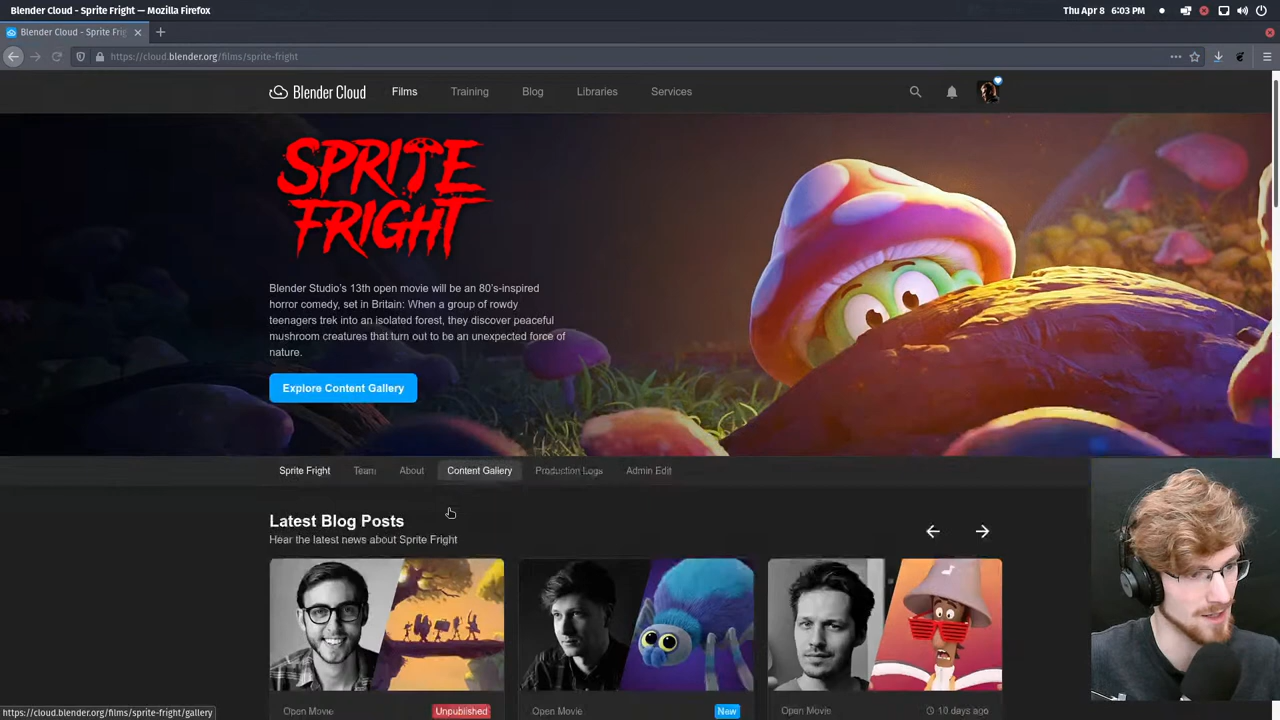 Blender Cloud - Sprite Fright — Mozilla Firefox
Thu Apr 8 6:03 PM
Blender Cloud - Sprite Frig
https://cloud.blender.org/films/sprite-fright
Blender Cloud
Films
Training
Blog
Libraries
Services
SPRITE
FRIGHT
Blender Studio's 13th open movie will be an 80's-inspired
horror comedy, set in Britain: When a group of rowdy
teenagers trek into an isolated forest, they discover peaceful
mushroom creatures that turn out to be an unexpected force of
nature.
Explore Content Gallery
Sprite Fright
Team
About
Content Gallery
Production Logs
Admin Edit
Latest Blog Posts
Hear the latest news about Sprite Fright
Open Movie
Unpublished
Open Movie
New
Open Movie
10 days ago
https://cloud.blender.org/films/sprite-fright/gallery